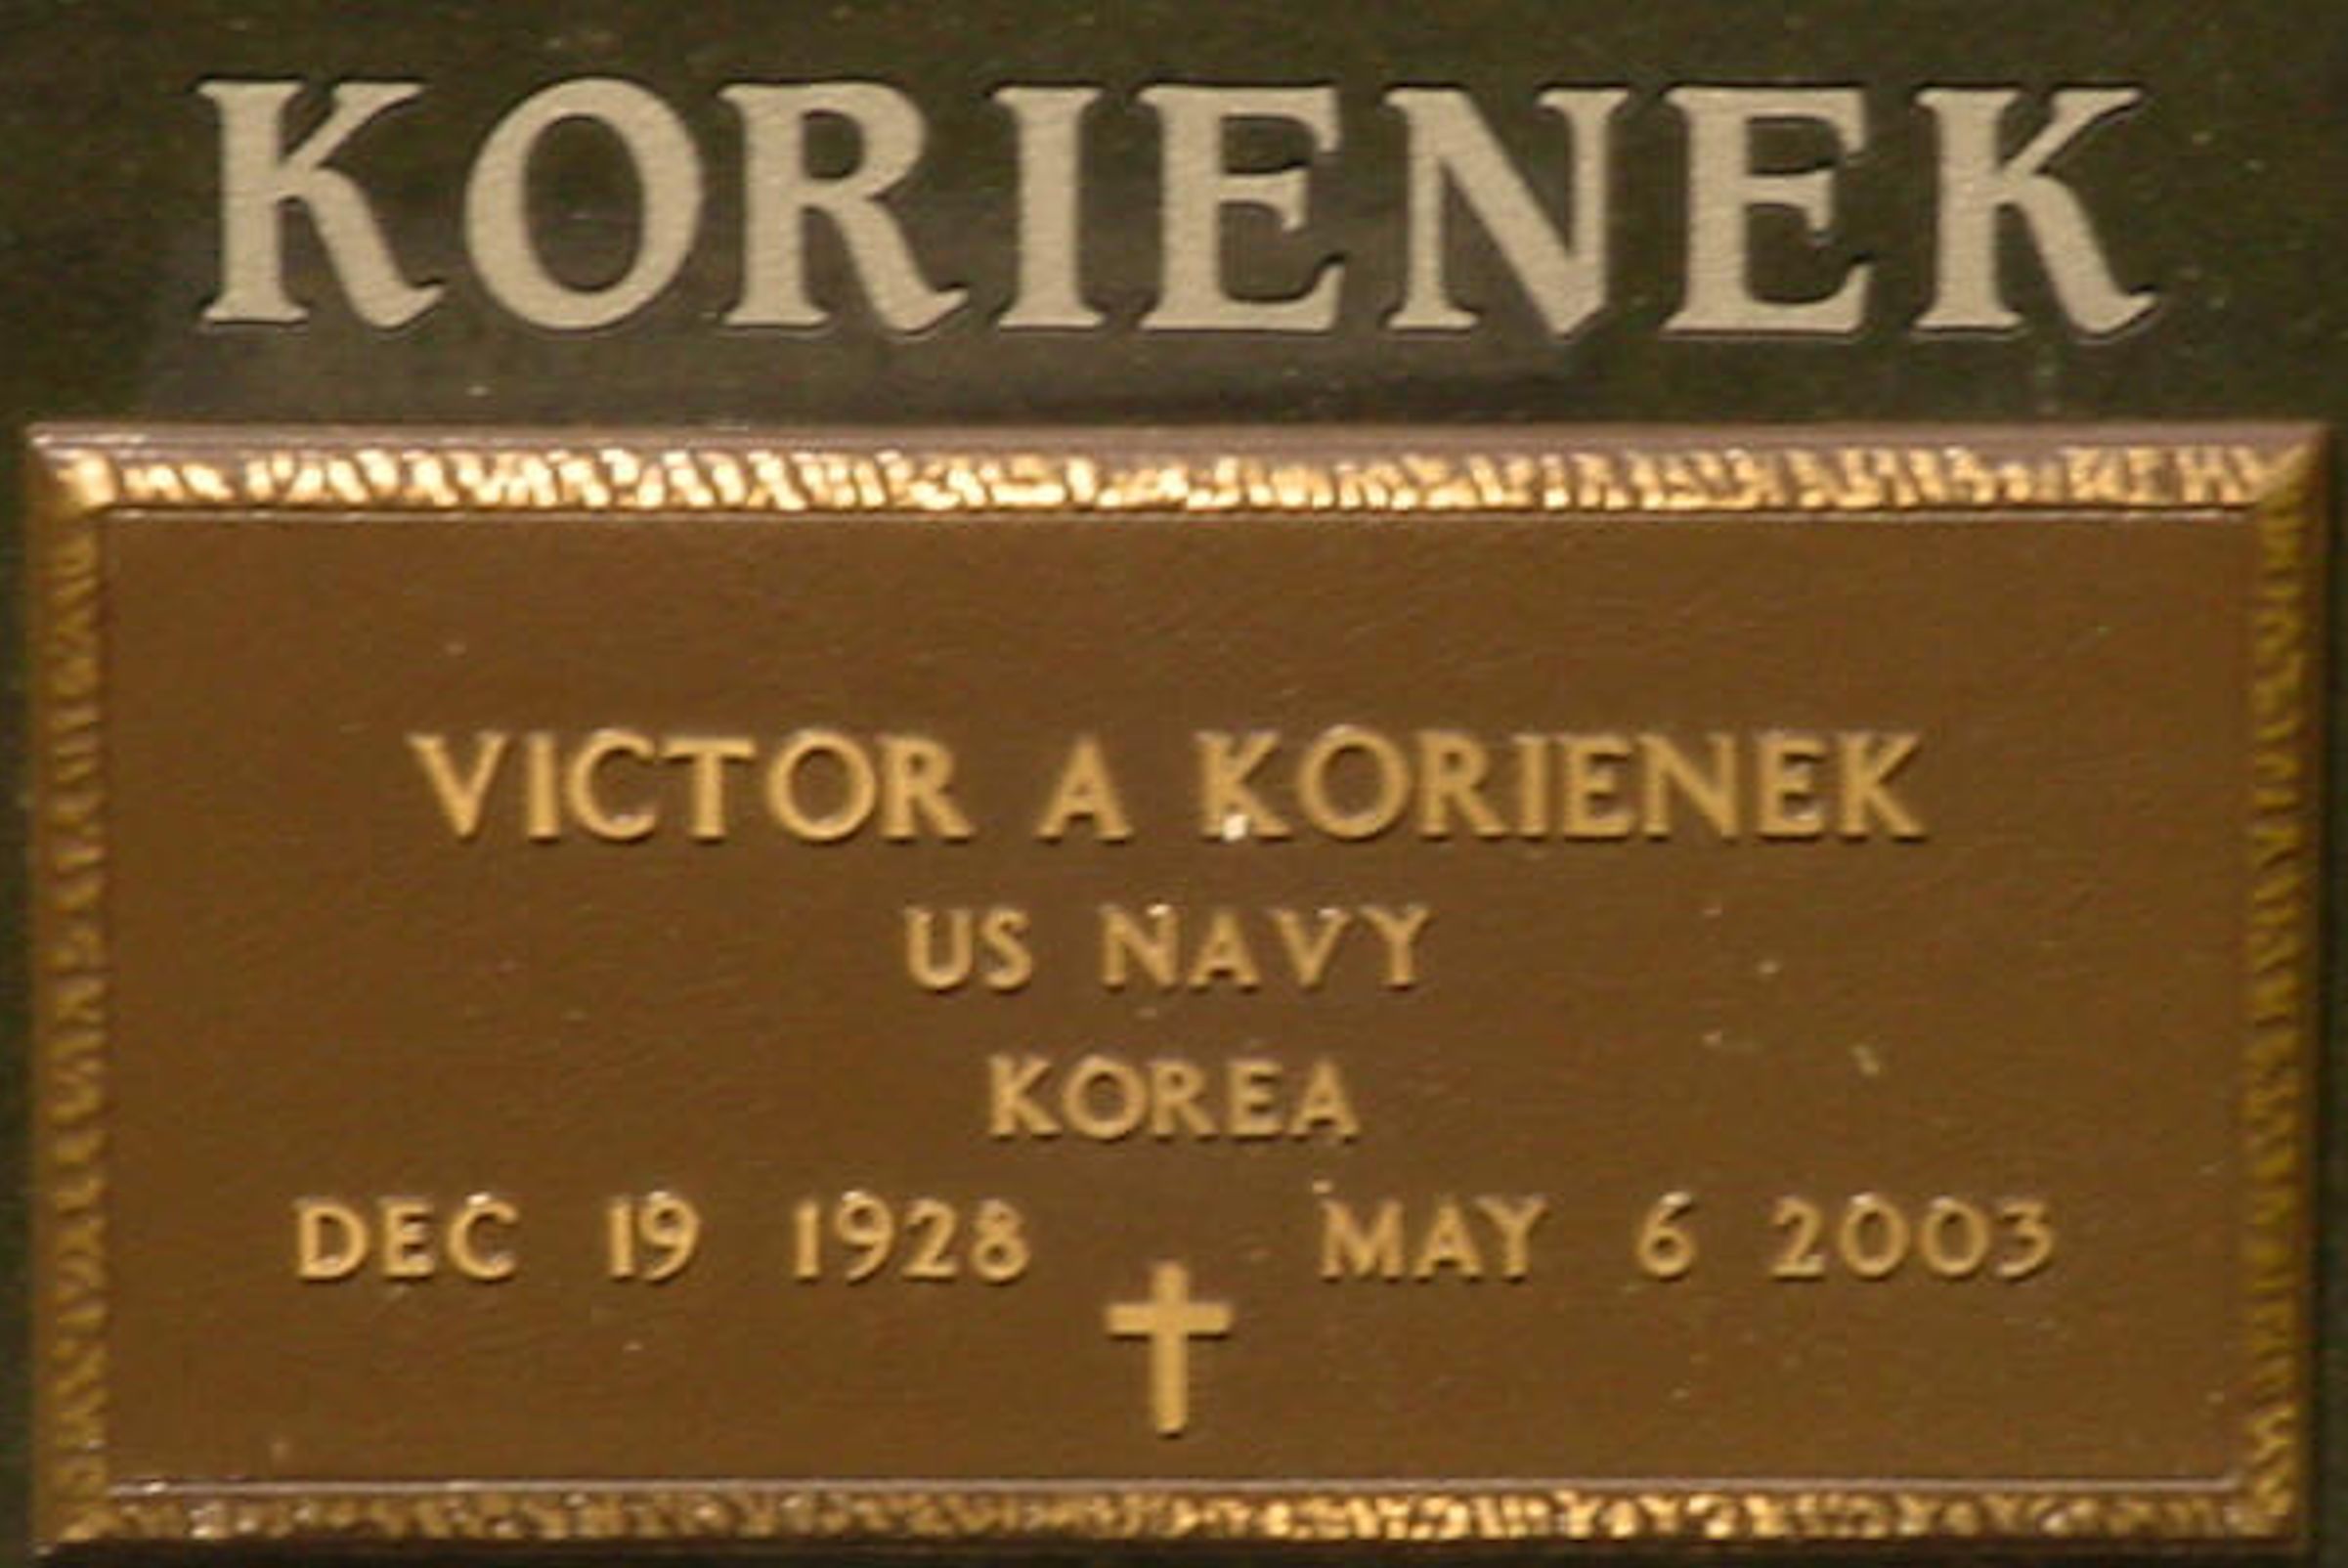 KORIENEK
VICTOR A KORIENEK
US NAVY
KOREA
DEC 19 1928 MAY 6 2003